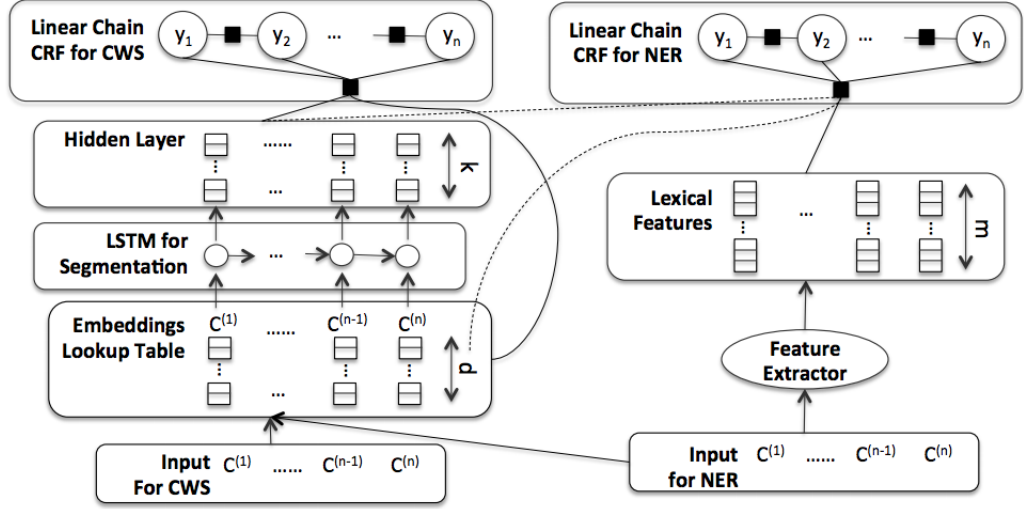 Linear Chain
CRF for CWS
y1 y2 ... yn
Linear Chain
CRF for NER
y1 y2 ... yn
Hidden Layer
......
...
k
LSTM for
Segmentation
...
Embeddings
Lookup Table
C(1) ...... C(n-1) C(n)
...
d
Lexical
Features
...
m
Feature
Extractor
Input
For CWS
C(1) ...... C(n-1) C(n)
Input
for NER
C(1) ...... C(n-1) C(n)